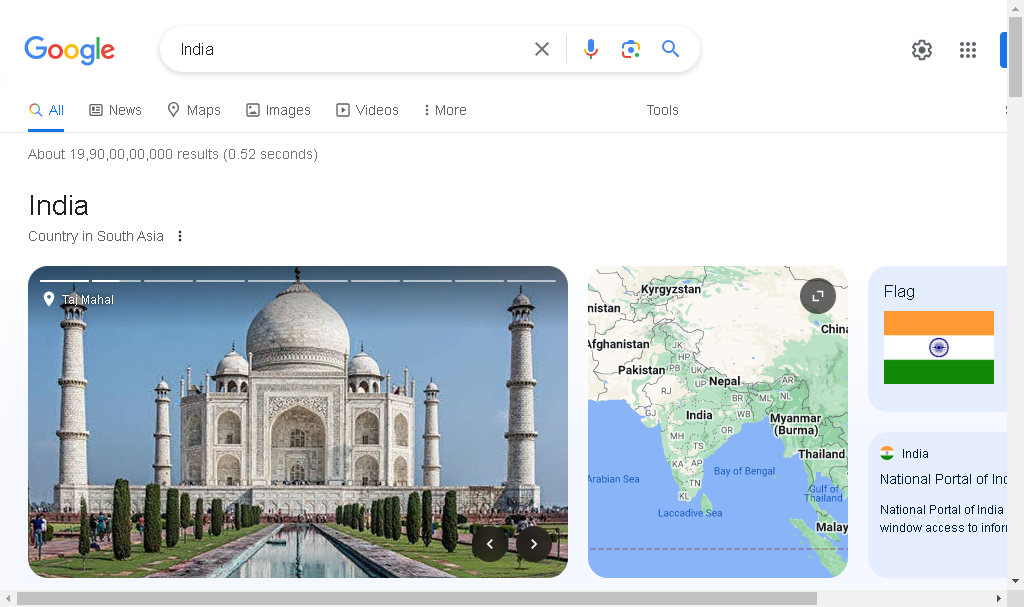 Google
India
All
News
Maps
Images
Videos
More
Tools
About 19,90,00,00,000 results (0.52 seconds)
India
Country in South Asia
Taj Mahal
Kyrgyzstan
nistan
China
Afghanistan
JK
HP
Pakistan
PB
UK
RJ
UP
Nepal
AR
BR
ML
NL
GJ
India
WB
Myanmar
(Burma)
MH
OR
TS
KA
AP
Thailand
Arabian Sea
Bay of Bengal
TN
KL
Gulf of
Thailand
Laccadive Sea
Malay
Flag
India
National Portal of Ind
National Portal of India
window access to inform